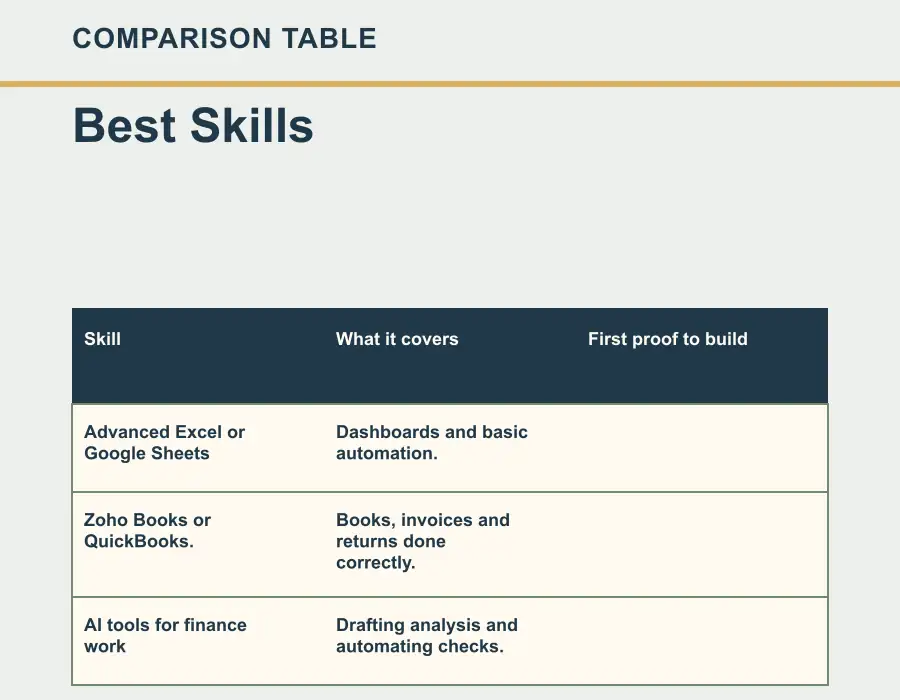 COMPARISON TABLE
Best Skills
Skill
What it covers
First proof to build
Advanced Excel or
Google Sheets
Dashboards and basic
automation.
Zoho Books or
QuickBooks.
Books, invoices and
returns done
correctly.
AI tools for finance
work
Drafting analysis and
automating checks.